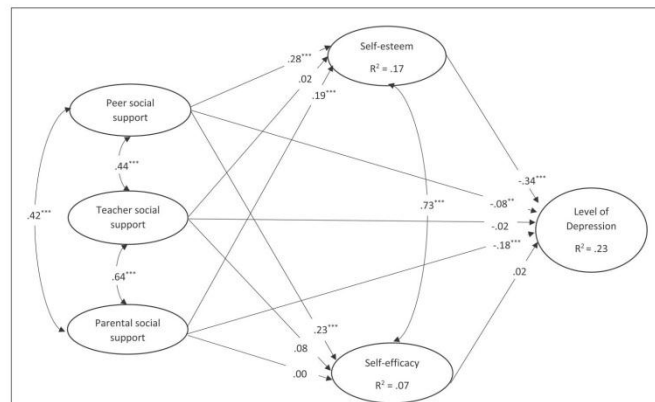 Self-esteem
R² = .17
.28***
.02
.19***
Peer social
support
.44***
-.34***
-.08**
.42***
Teacher social
support
.73***
-.02
Level of
Depression
R² = .23
-.18***
.64***
.02
Parental social
support
.23***
.08
.00
Self-efficacy
R² = .07